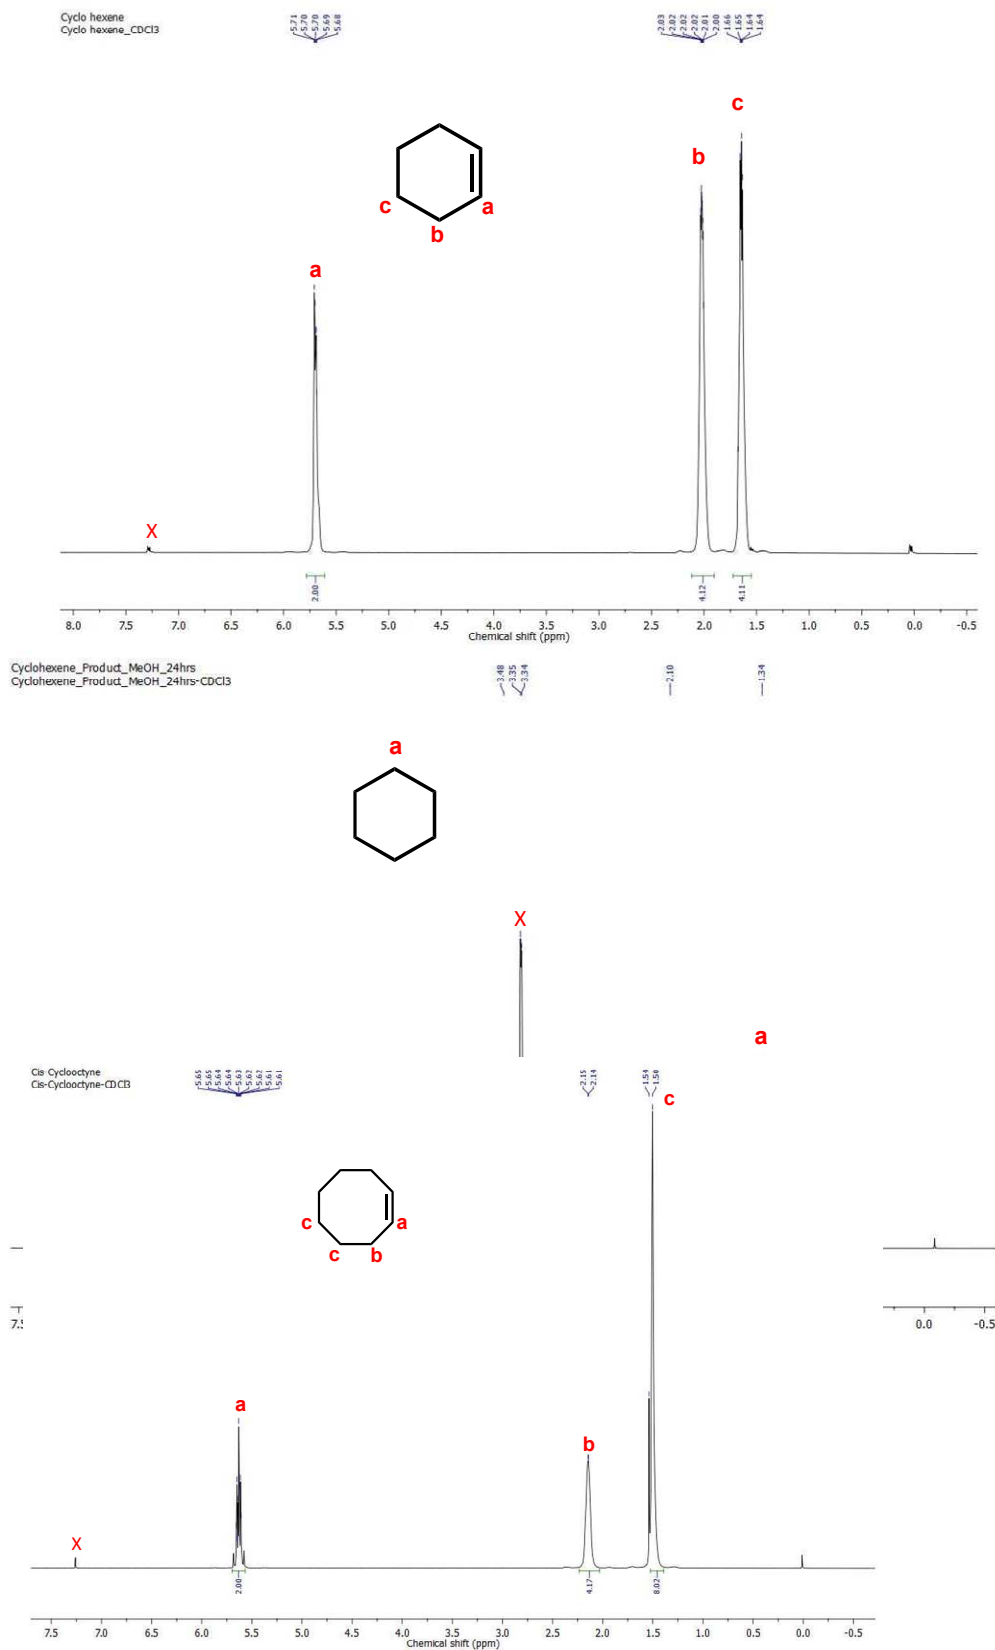 Cyclo hexene
Cyclo hexene_CDCl3
5.71
5.70
5.70
5.69
5.68
2.03
2.02
2.02
2.02
2.01
2.00
1.66
1.65
1.64
1.64
c
b
c
a
b
a
X
2.00
4.12
4.11
8.0 7.5 7.0 6.5 6.0 5.5 5.0 4.5 4.0 3.5 3.0 2.5 2.0 1.5 1.0 0.5 0.0 -0.5
Chemical shift (ppm)
Cyclohexene_Product_MeOH_24hrs
Cyclohexene_Product_MeOH_24hrs-CDCl3
3.48
3.35
3.34
2.10
1.34
a
X
a
Cis-Cyclooctyne
Cis-Cyclooctyne-CDCl3
5.65
5.65
5.64
5.64
5.63
5.62
5.62
5.61
5.61
2.15
2.14
1.54
1.50
c
c
a
c
b
0.0 -0.5
a
b
X
2.00
4.17
8.02
7.5 7.0 6.5 6.0 5.5 5.0 4.5 4.0 3.5 3.0 2.5 2.0 1.5 1.0 0.5 0.0 -0.5
Chemical shift (ppm)